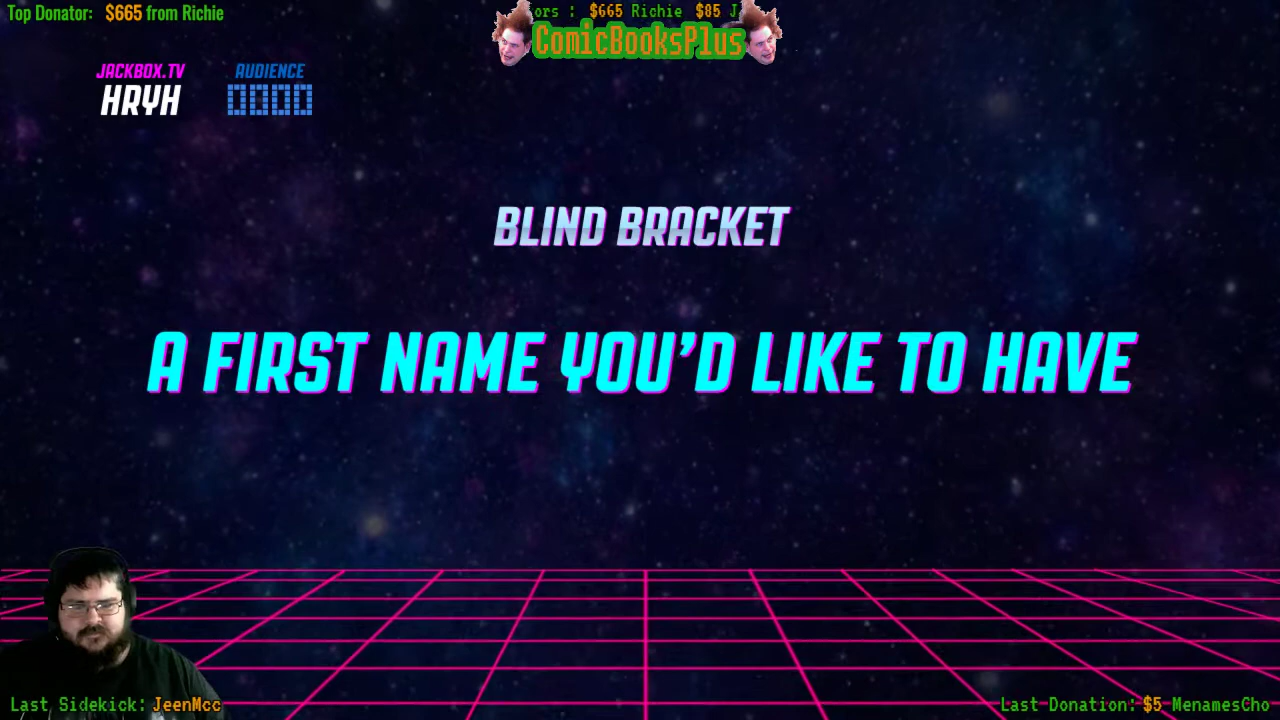 Top Donator: $665 from Richie
ors : $665 Richie $85 J
ComicBooksPlus
JACKBOX.TV
HRYH
AUDIENCE
BLIND BRACKET
A FIRST NAME YOU'D LIKE TO HAVE
Last Sidekick: JeenMcc
Last Donation: $5 MenamesCho